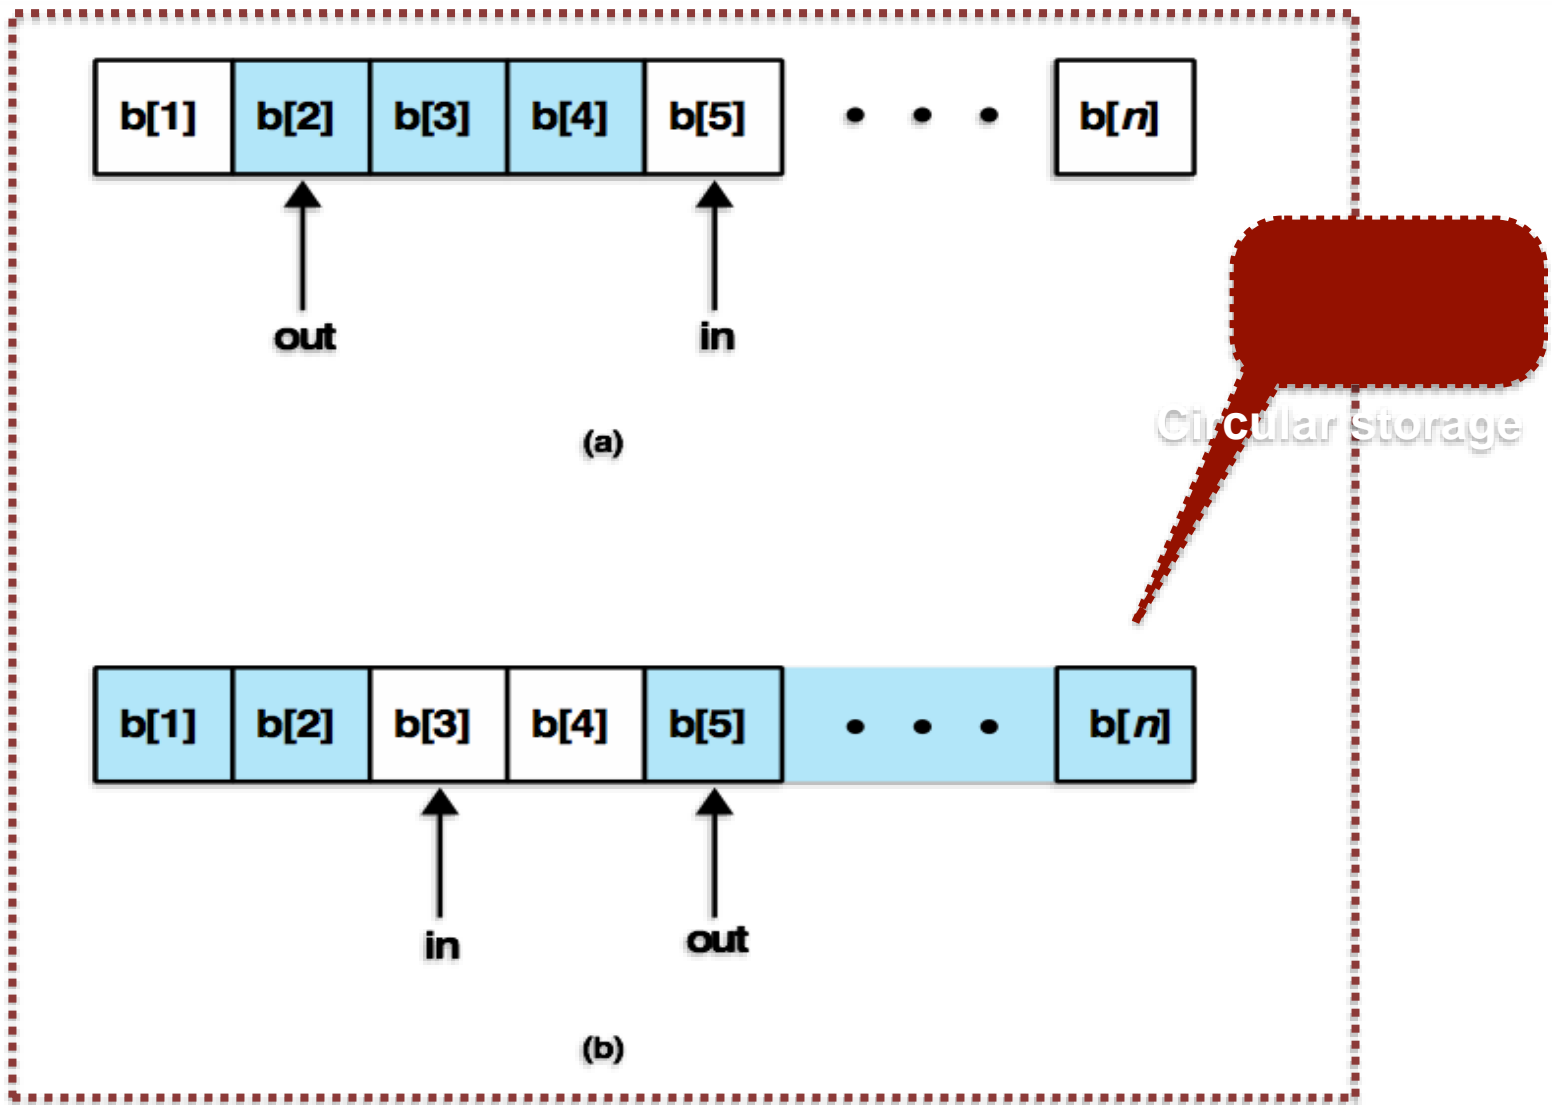 b[1] b[2] b[3] b[4] b[5] • • • b[n]
out in
(a)
Circular storage
b[1] b[2] b[3] b[4] b[5] • • • b[n]
in out
(b)